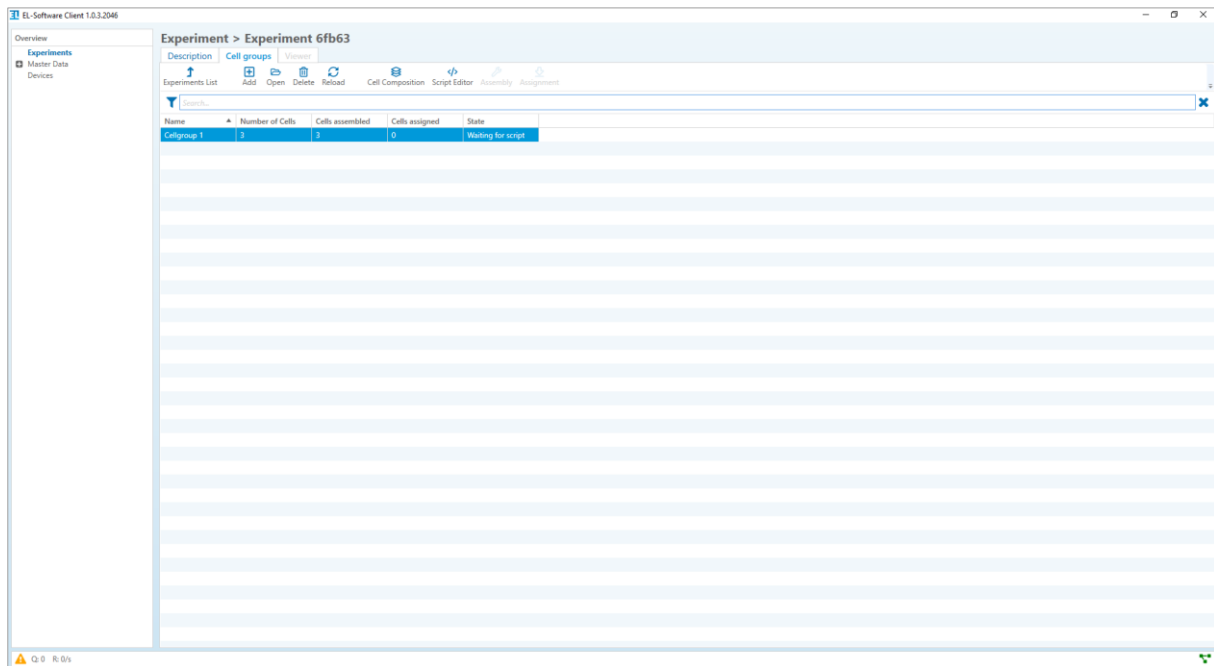 EL-Software Client 1.0.3.2046
Overview
Experiments
Master Data
Devices
Experiment > Experiment 6fb63
Description Cell groups Viewer
Experiments List Add Open Delete Reload Cell Composition Script Editor Assembly Assignment
Search...
Name Number of Cells Cells assembled Cells assigned State
Cellgroup 1 3 3 0 Waiting for script
Q: 0 R: 0/s